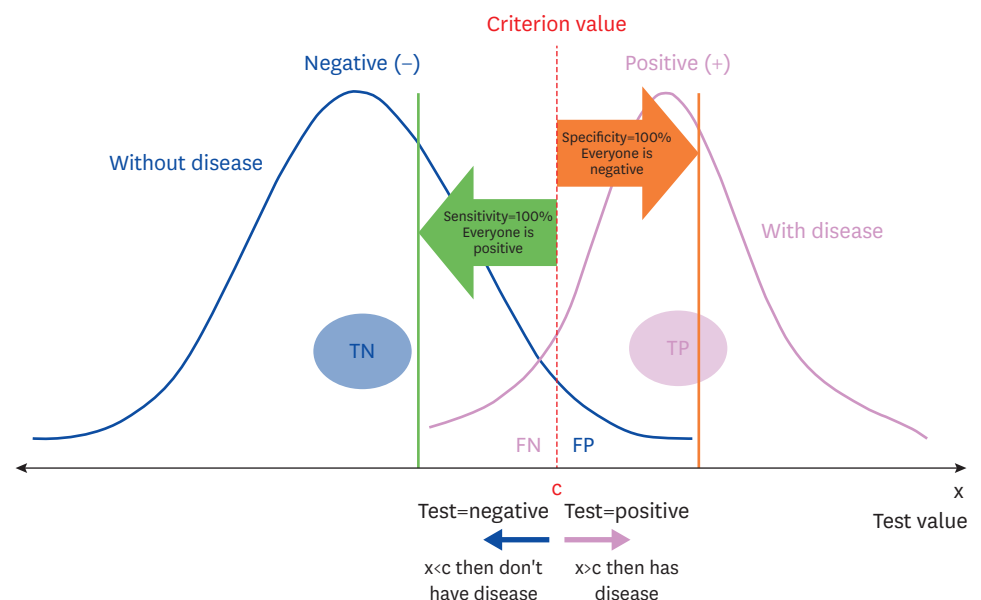 Criterion value
Negative (–)
Positive (+)
Specificity=100%
Everyone is
negative
Without disease
Sensitivity=100%
Everyone is
positive
With disease
TN
TP
FN
FP
c
x
Test=negative
Test=positive
Test value
x<c then don't
have disease
x>c then has
disease